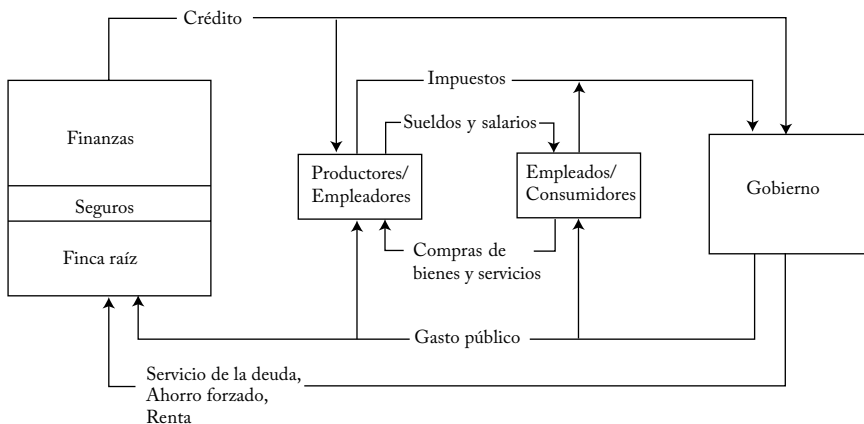 Crédito
Impuestos
Finanzas
Sueldos y salarios
Productores/
Empleadores
Empleados/
Consumidores
Gobierno
Seguros
Finca raíz
Compras de
bienes y servicios
Gasto público
Servicio de la deuda,
Ahorro forzado,
Renta